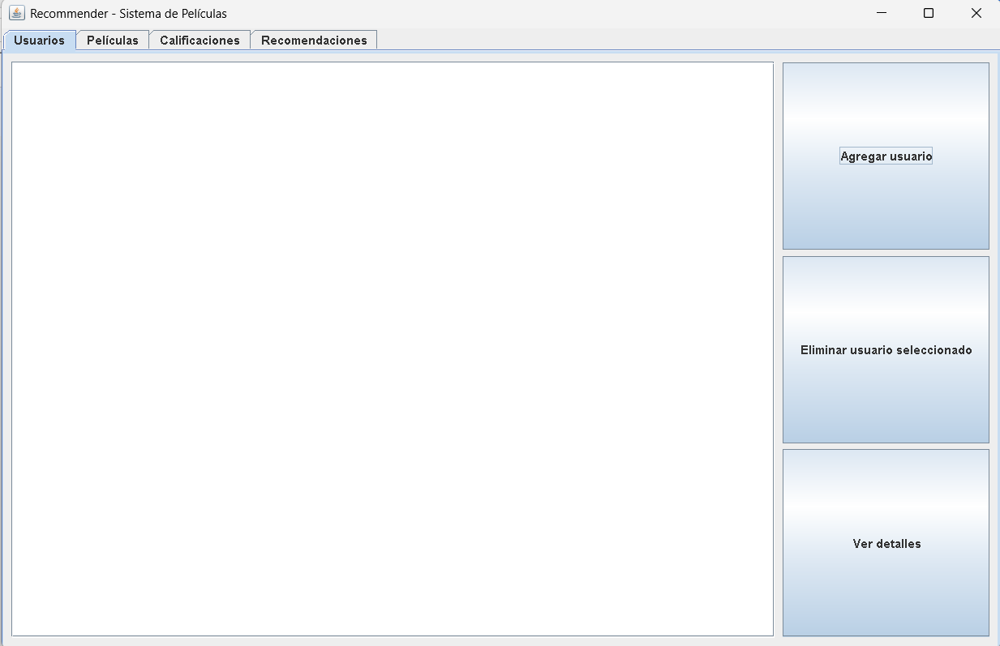 Recommender - Sistema de Películas
Usuarios Películas Calificaciones Recomendaciones
Agregar usuario
Eliminar usuario seleccionado
Ver detalles